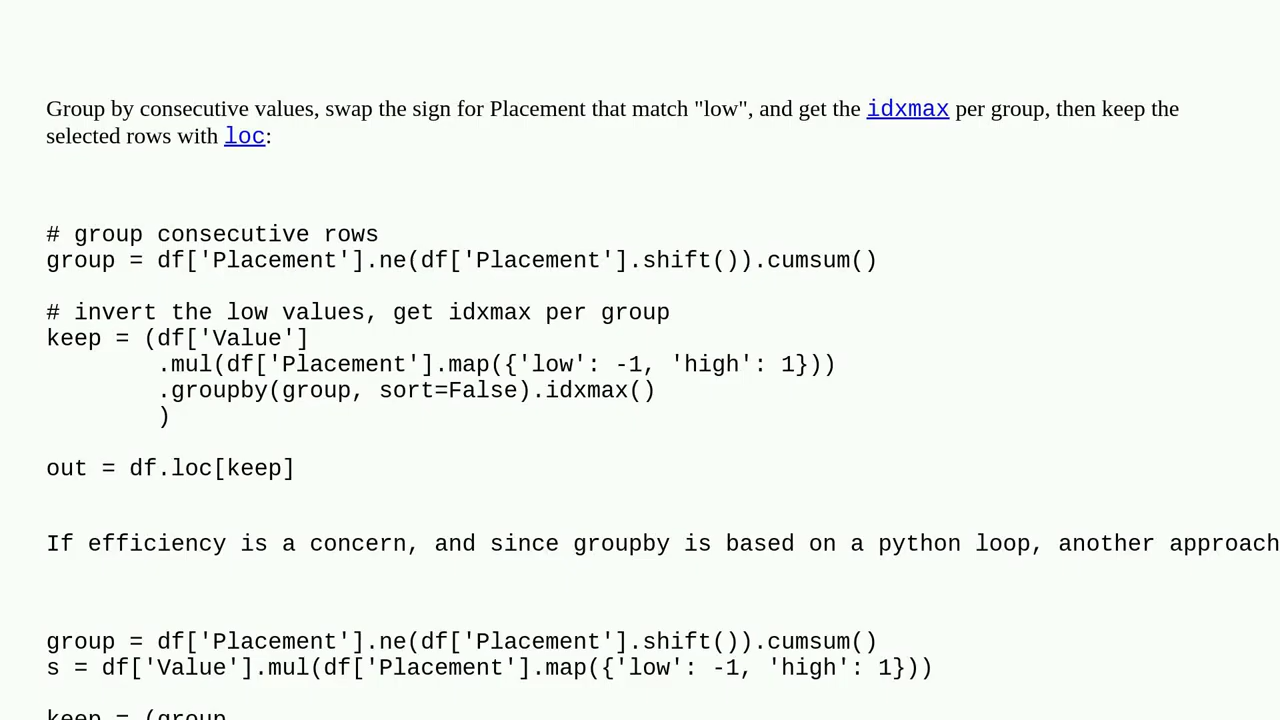 Group by consecutive values, swap the sign for Placement that match "low", and get the idxmax per group, then keep the
selected rows with loc:
# group consecutive rows
group = df['Placement'].ne(df['Placement'].shift()).cumsum()
# invert the low values, get idxmax per group
keep = (df['Value']
        .mul(df['Placement'].map({'low': -1, 'high': 1}))
        .groupby(group, sort=False).idxmax()
        )
out = df.loc[keep]
If efficiency is a concern, and since groupby is based on a python loop, another approach
group = df['Placement'].ne(df['Placement'].shift()).cumsum()
s = df['Value'].mul(df['Placement'].map({'low': -1, 'high': 1}))
keep = (group